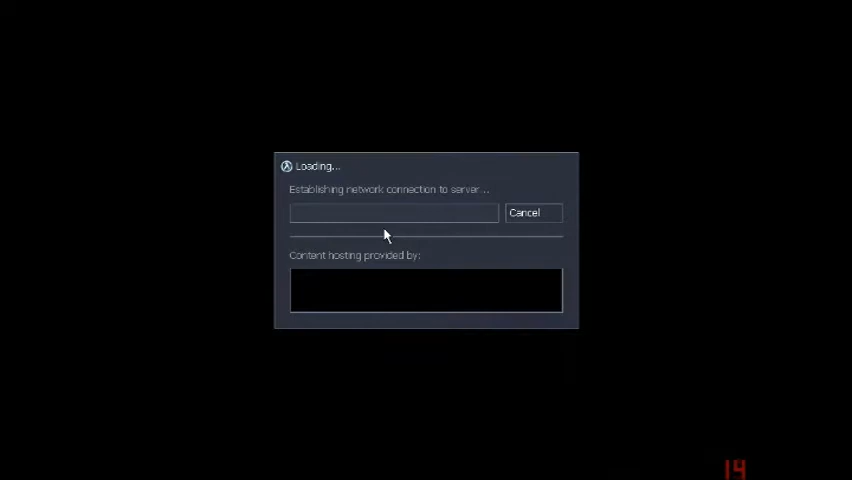 Loading...
Establishing network connection to server...
Cancel
Content hosting provided by:
14